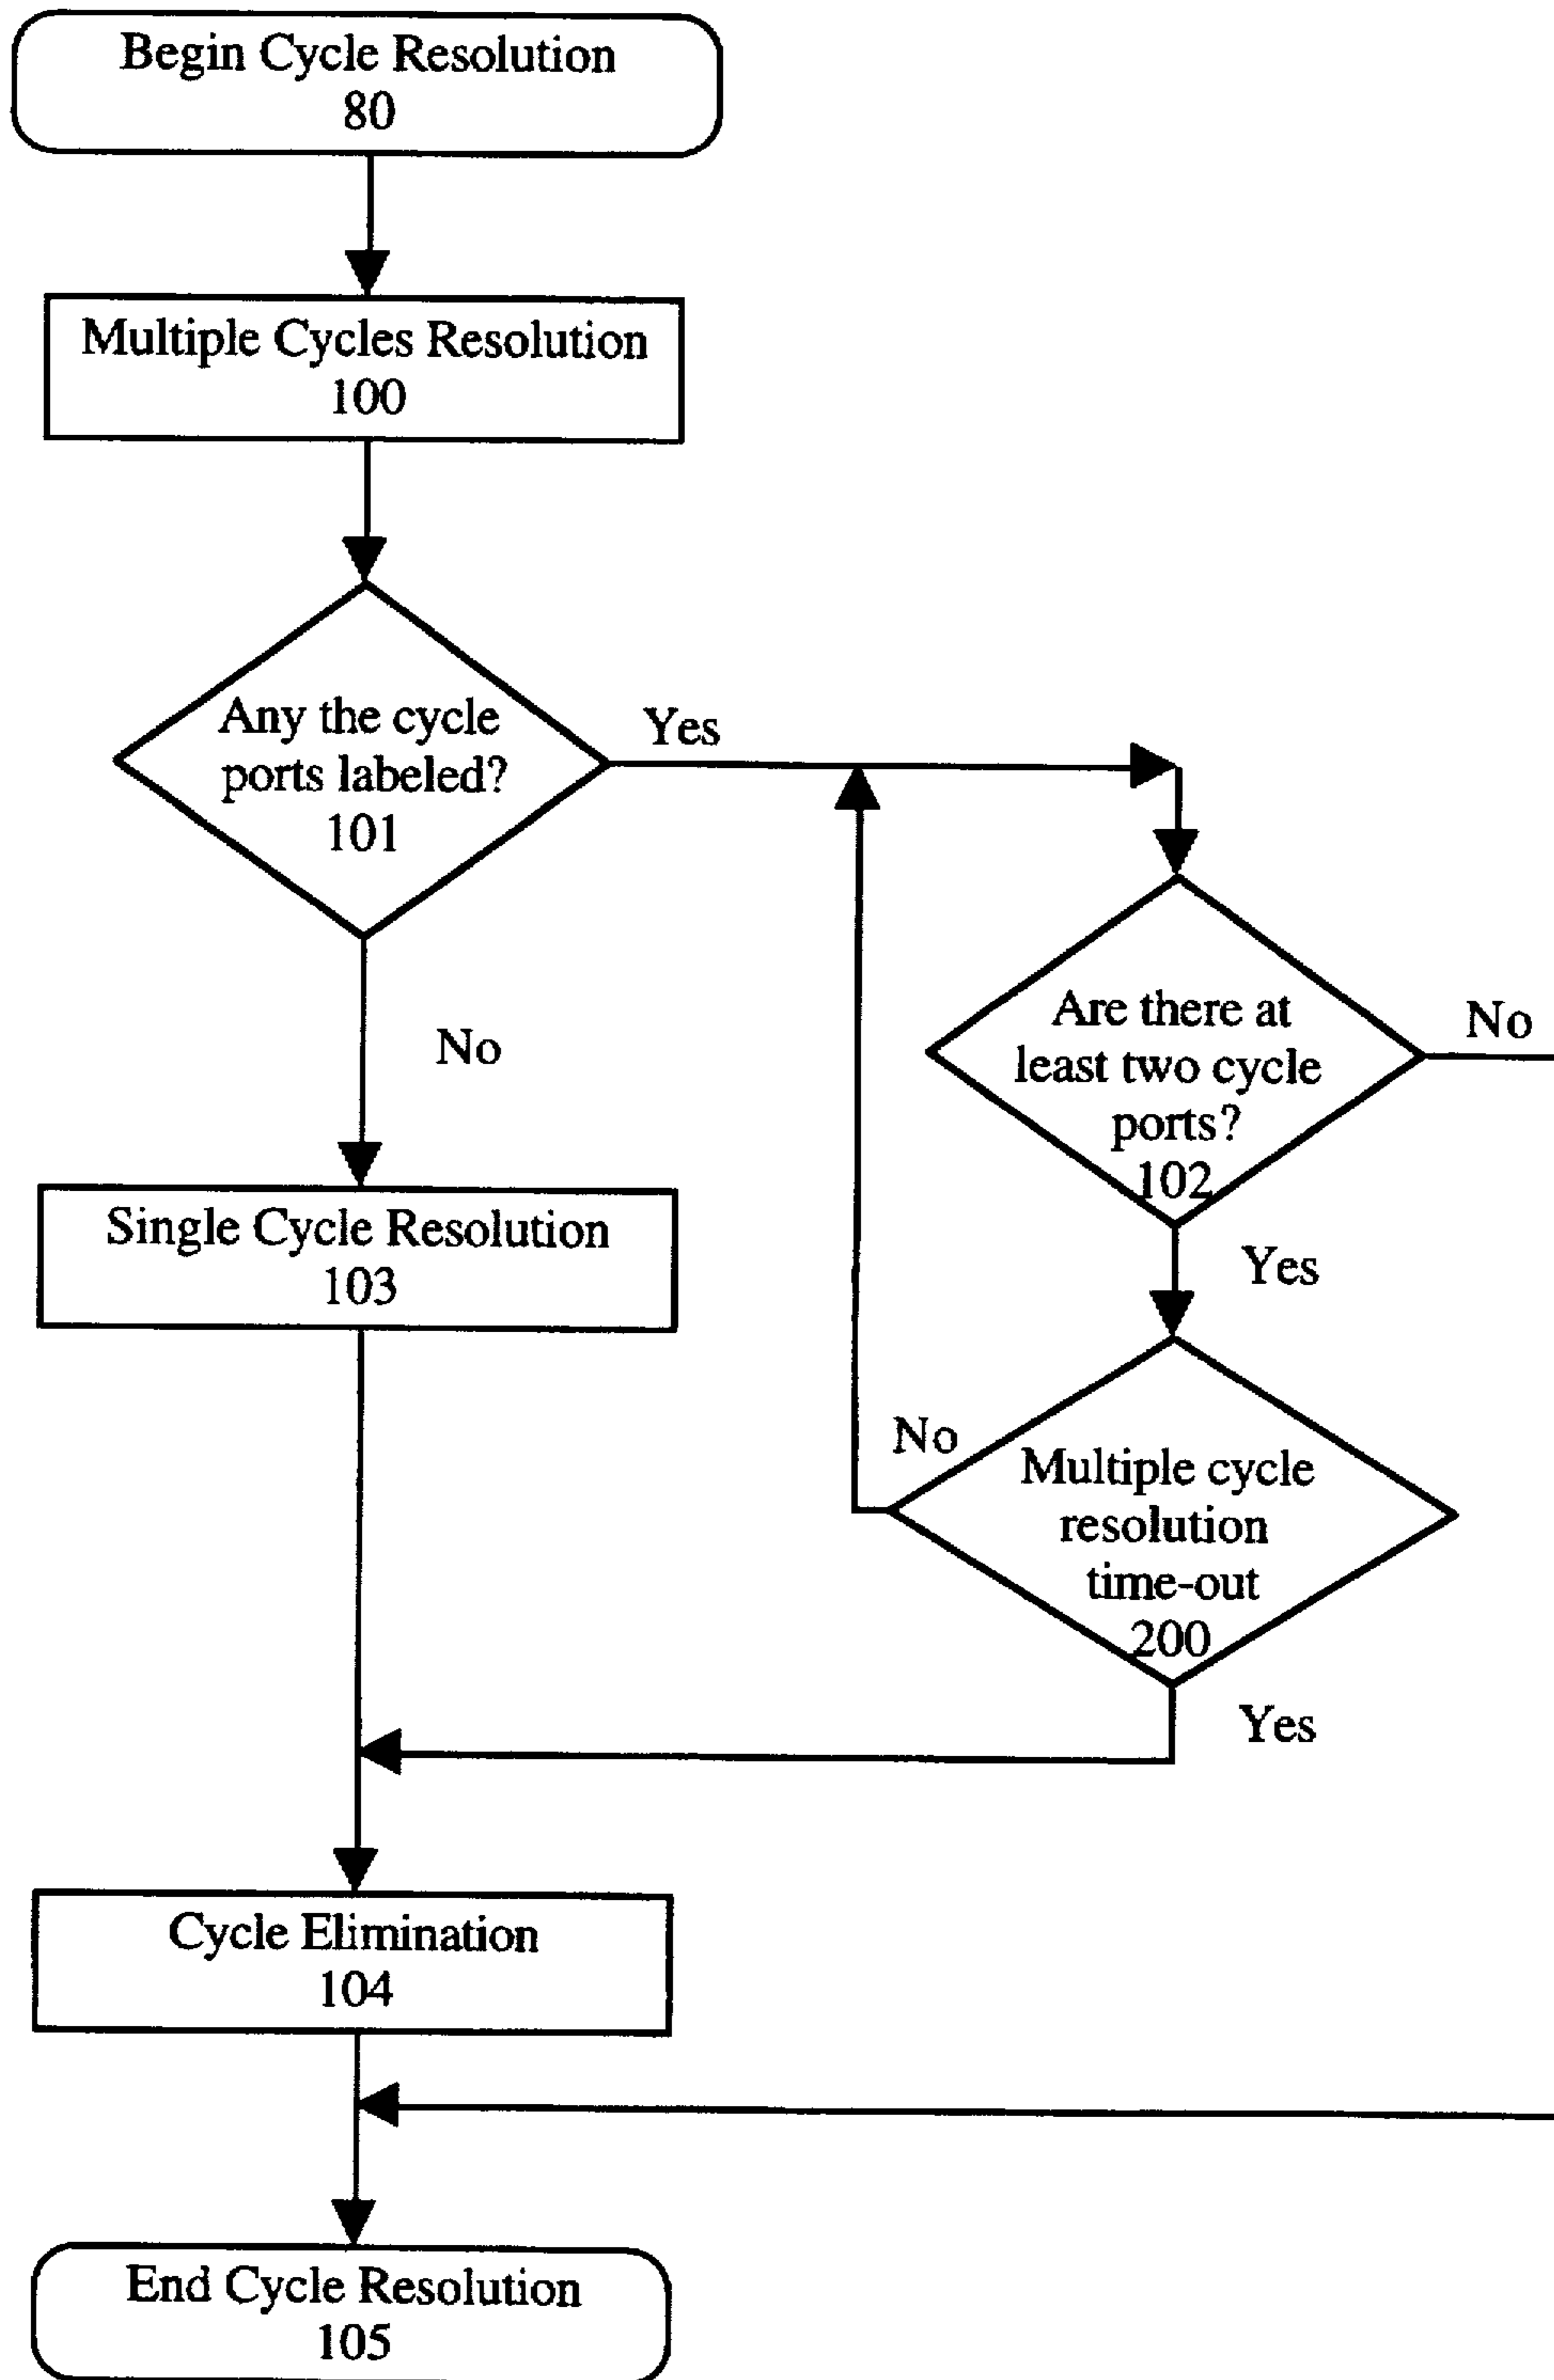 Begin Cycle Resolution
80
Multiple Cycles Resolution
100
Any the cycle
ports labeled?
101
Yes
No
Are there at
least two cycle
ports?
102
No
Yes
Single Cycle Resolution
103
No
Multiple cycle
resolution
time-out
200
Yes
Cycle Elimination
104
End Cycle Resolution
105